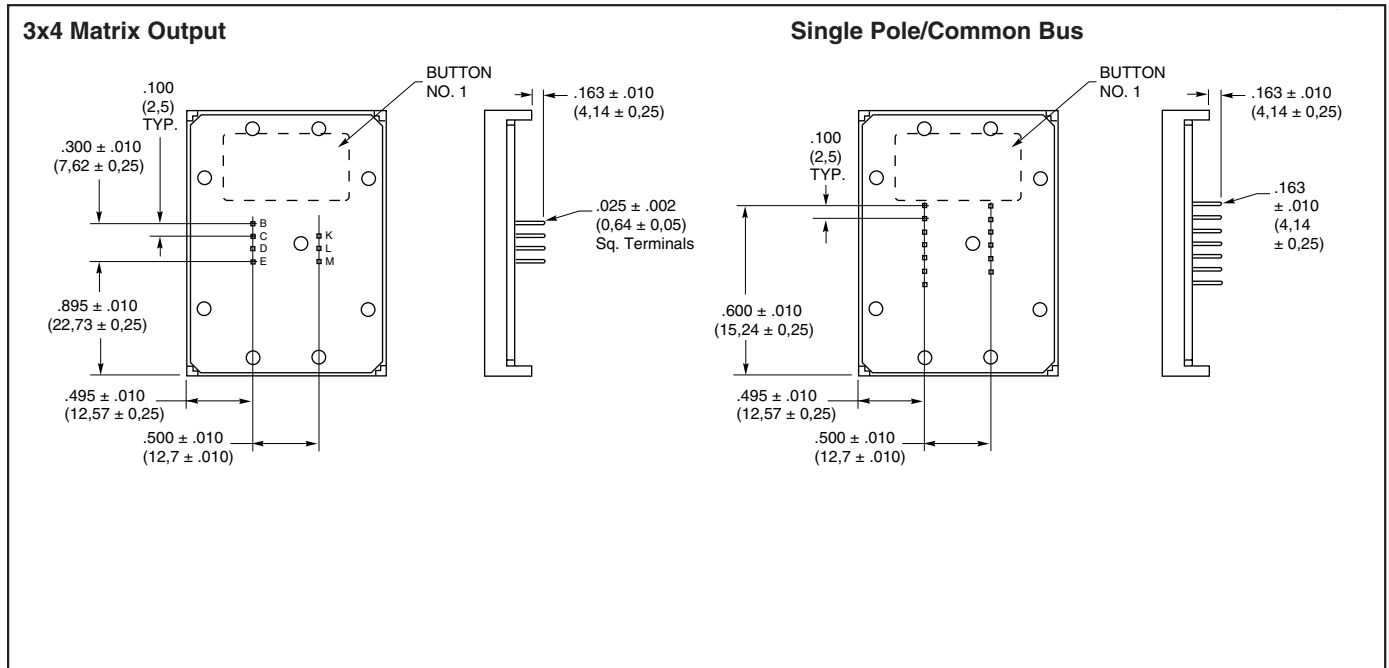 3x4 Matrix Output
.100
(2,5)
TYP.
BUTTON
NO. 1
.163 ± .010
(4,14 ± 0,25)
.300 ± .010
(7,62 ± 0,25)
B
C
D
E
K
L
M
.025 ± .002
(0,64 ± 0,05)
Sq. Terminals
.895 ± .010
(22,73 ± 0,25)
.495 ± .010
(12,57 ± 0,25)
.500 ± .010
(12,7 ± .010)
Single Pole/Common Bus
BUTTON
NO. 1
.163 ± .010
(4,14 ± 0,25)
.100
(2,5)
TYP.
.163
± .010
(4,14
± 0,25)
.600 ± .010
(15,24 ± 0,25)
.495 ± .010
(12,57 ± 0,25)
.500 ± .010
(12,7 ± .010)